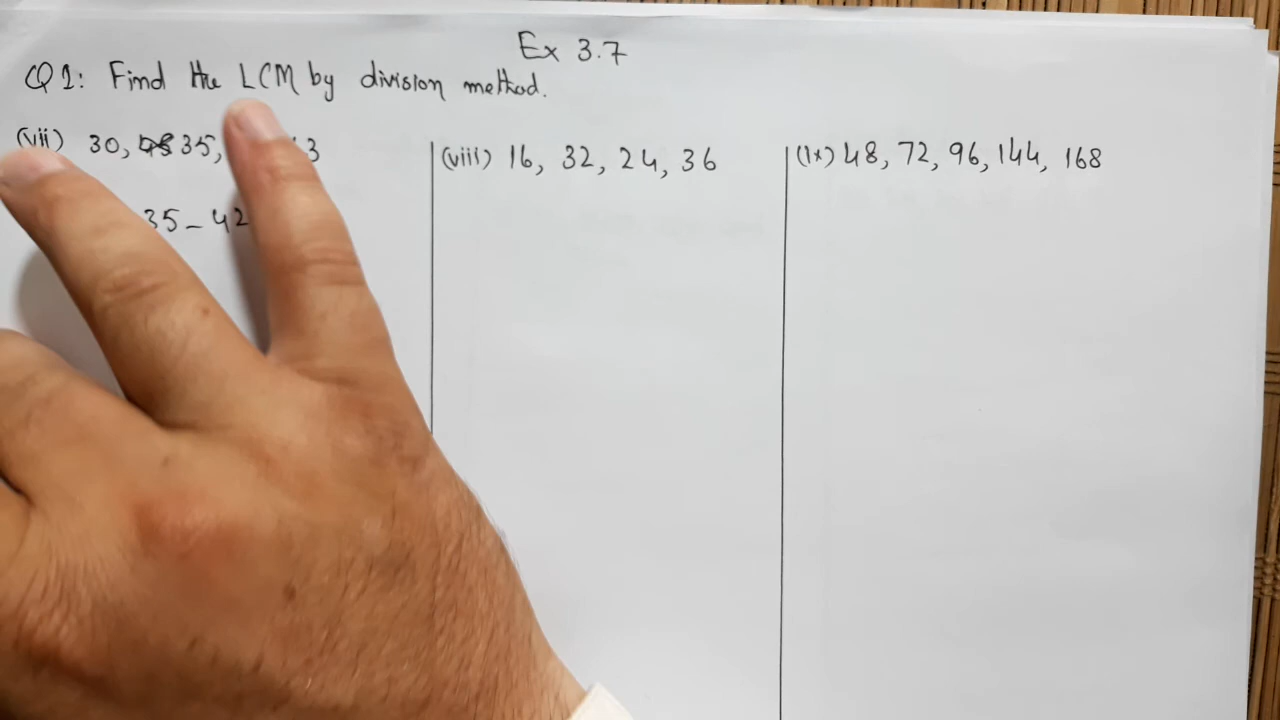 Ex 3.7
Q1: Find the LCM by division method.
(vii) 30, 35, 3
35 - 42
(viii) 16, 32, 24, 36
(ix) 48, 72, 96, 144, 168